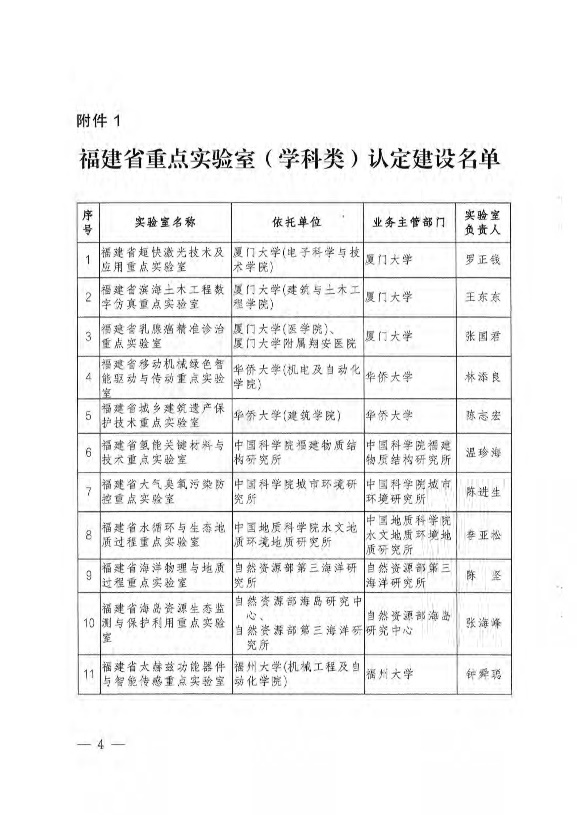 附件 1
福建省重点实验室（学科类）认定建设名单
序号 实验室名称 依托单位 业务主管部门 实验室负责人
1 福建省超快激光技术及应用重点实验室 厦门大学(电子科学与技术学院) 厦门大学 罗正钱
2 福建省滨海土木工程数字仿真重点实验室 厦门大学(建筑与土木工程学院) 厦门大学 王东东
3 福建省乳腺癌精准诊治重点实验室 厦门大学(医学院)、厦门大学附属翔安医院 厦门大学 张国君
4 福建省移动机械绿色智能驱动与传动重点实验室 华侨大学(机电及自动化学院) 华侨大学 林添良
5 福建省城乡建筑遗产保护技术重点实验室 华侨大学(建筑学院) 华侨大学 陈志宏
6 福建省氢能关键材料与技术重点实验室 中国科学院福建物质结构研究所 中国科学院福建物质结构研究所 温珍海
7 福建省大气臭氧污染防控重点实验室 中国科学院城市环境研究所 中国科学院城市环境研究所 陈进生
8 福建省水循环与生态地质过程重点实验室 中国地质科学院水文地质环境地质研究所 中国地质科学院水文地质环境地质研究所 李亚松
9 福建省海洋物理与地质过程重点实验室 自然资源部第三海洋研究所 自然资源部第三海洋研究所 陈 坚
10 福建省海岛资源生态监测与保护利用重点实验室 自然资源部海岛研究中心、自然资源部第三海洋研究所 自然资源部海岛研究中心 张海峰
11 福建省太赫兹功能器件与智能传感重点实验室 福州大学(机械工程及自动化学院) 福州大学 钟舜聪
— 4 —